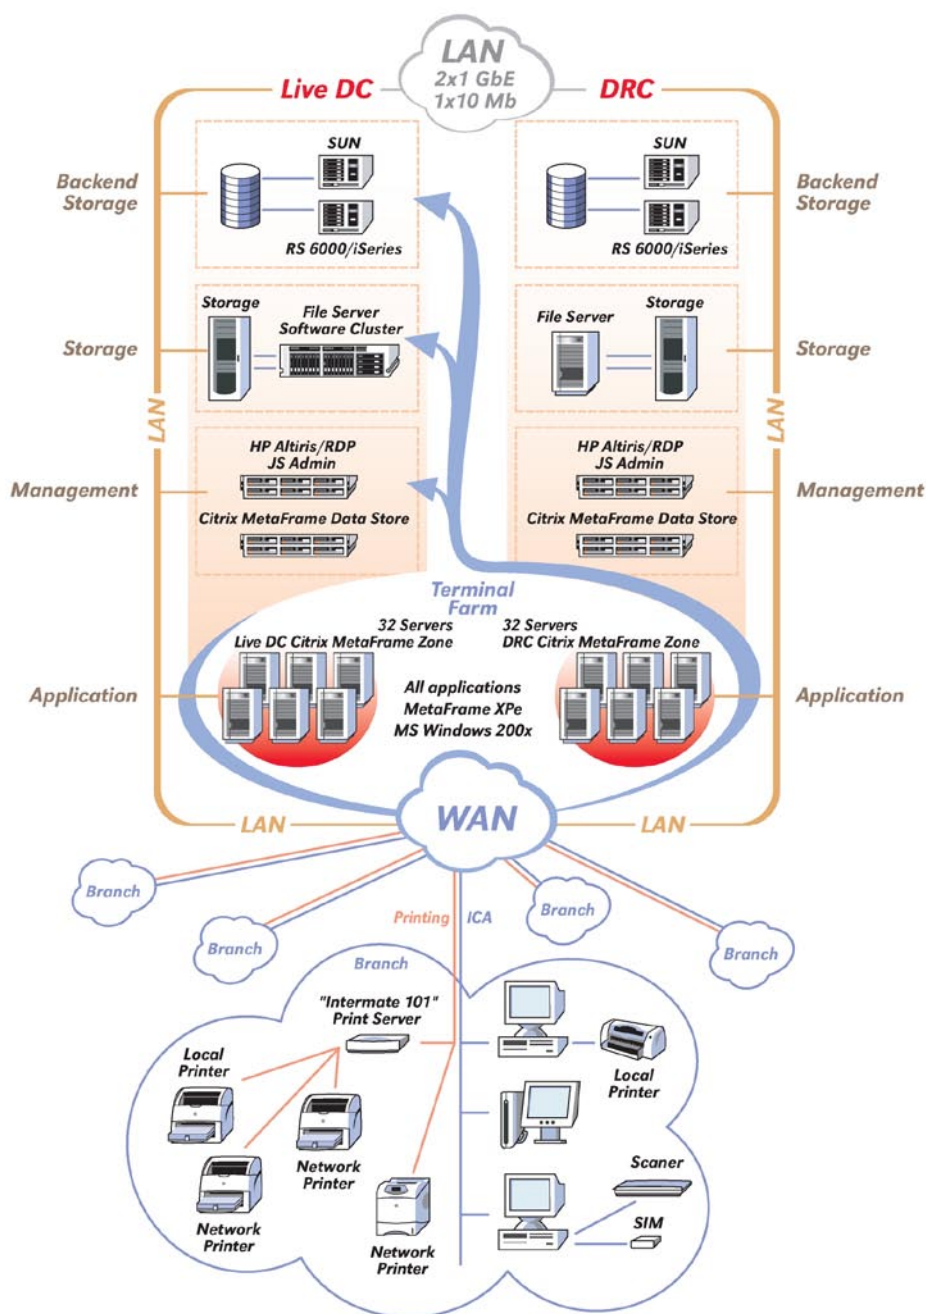 LAN
2x1 GbE
1x10 Mb
Live DC
DRC
SUN
RS 6000/iSeries
SUN
RS 6000/iSeries
Backend
Storage
Backend
Storage
Storage
File Server
Software Cluster
File Server
Storage
Storage
Storage
LAN
LAN
HP Altiris/RDP
JS Admin
Citrix MetaFrame Data Store
HP Altiris/RDP
JS Admin
Citrix MetaFrame Data Store
Management
Management
Terminal
Farm
32 Servers
Live DC Citrix MetaFrame Zone
32 Servers
DRC Citrix MetaFrame Zone
All applications
MetaFrame XPe
MS Windows 200x
Application
Application
WAN
LAN
LAN
Branch
Branch
Branch
Branch
Printing
ICA
Branch
"Intermate 101"
Print Server
Local
Printer
Network
Printer
Network
Printer
Network
Printer
Local
Printer
Scaner
SIM